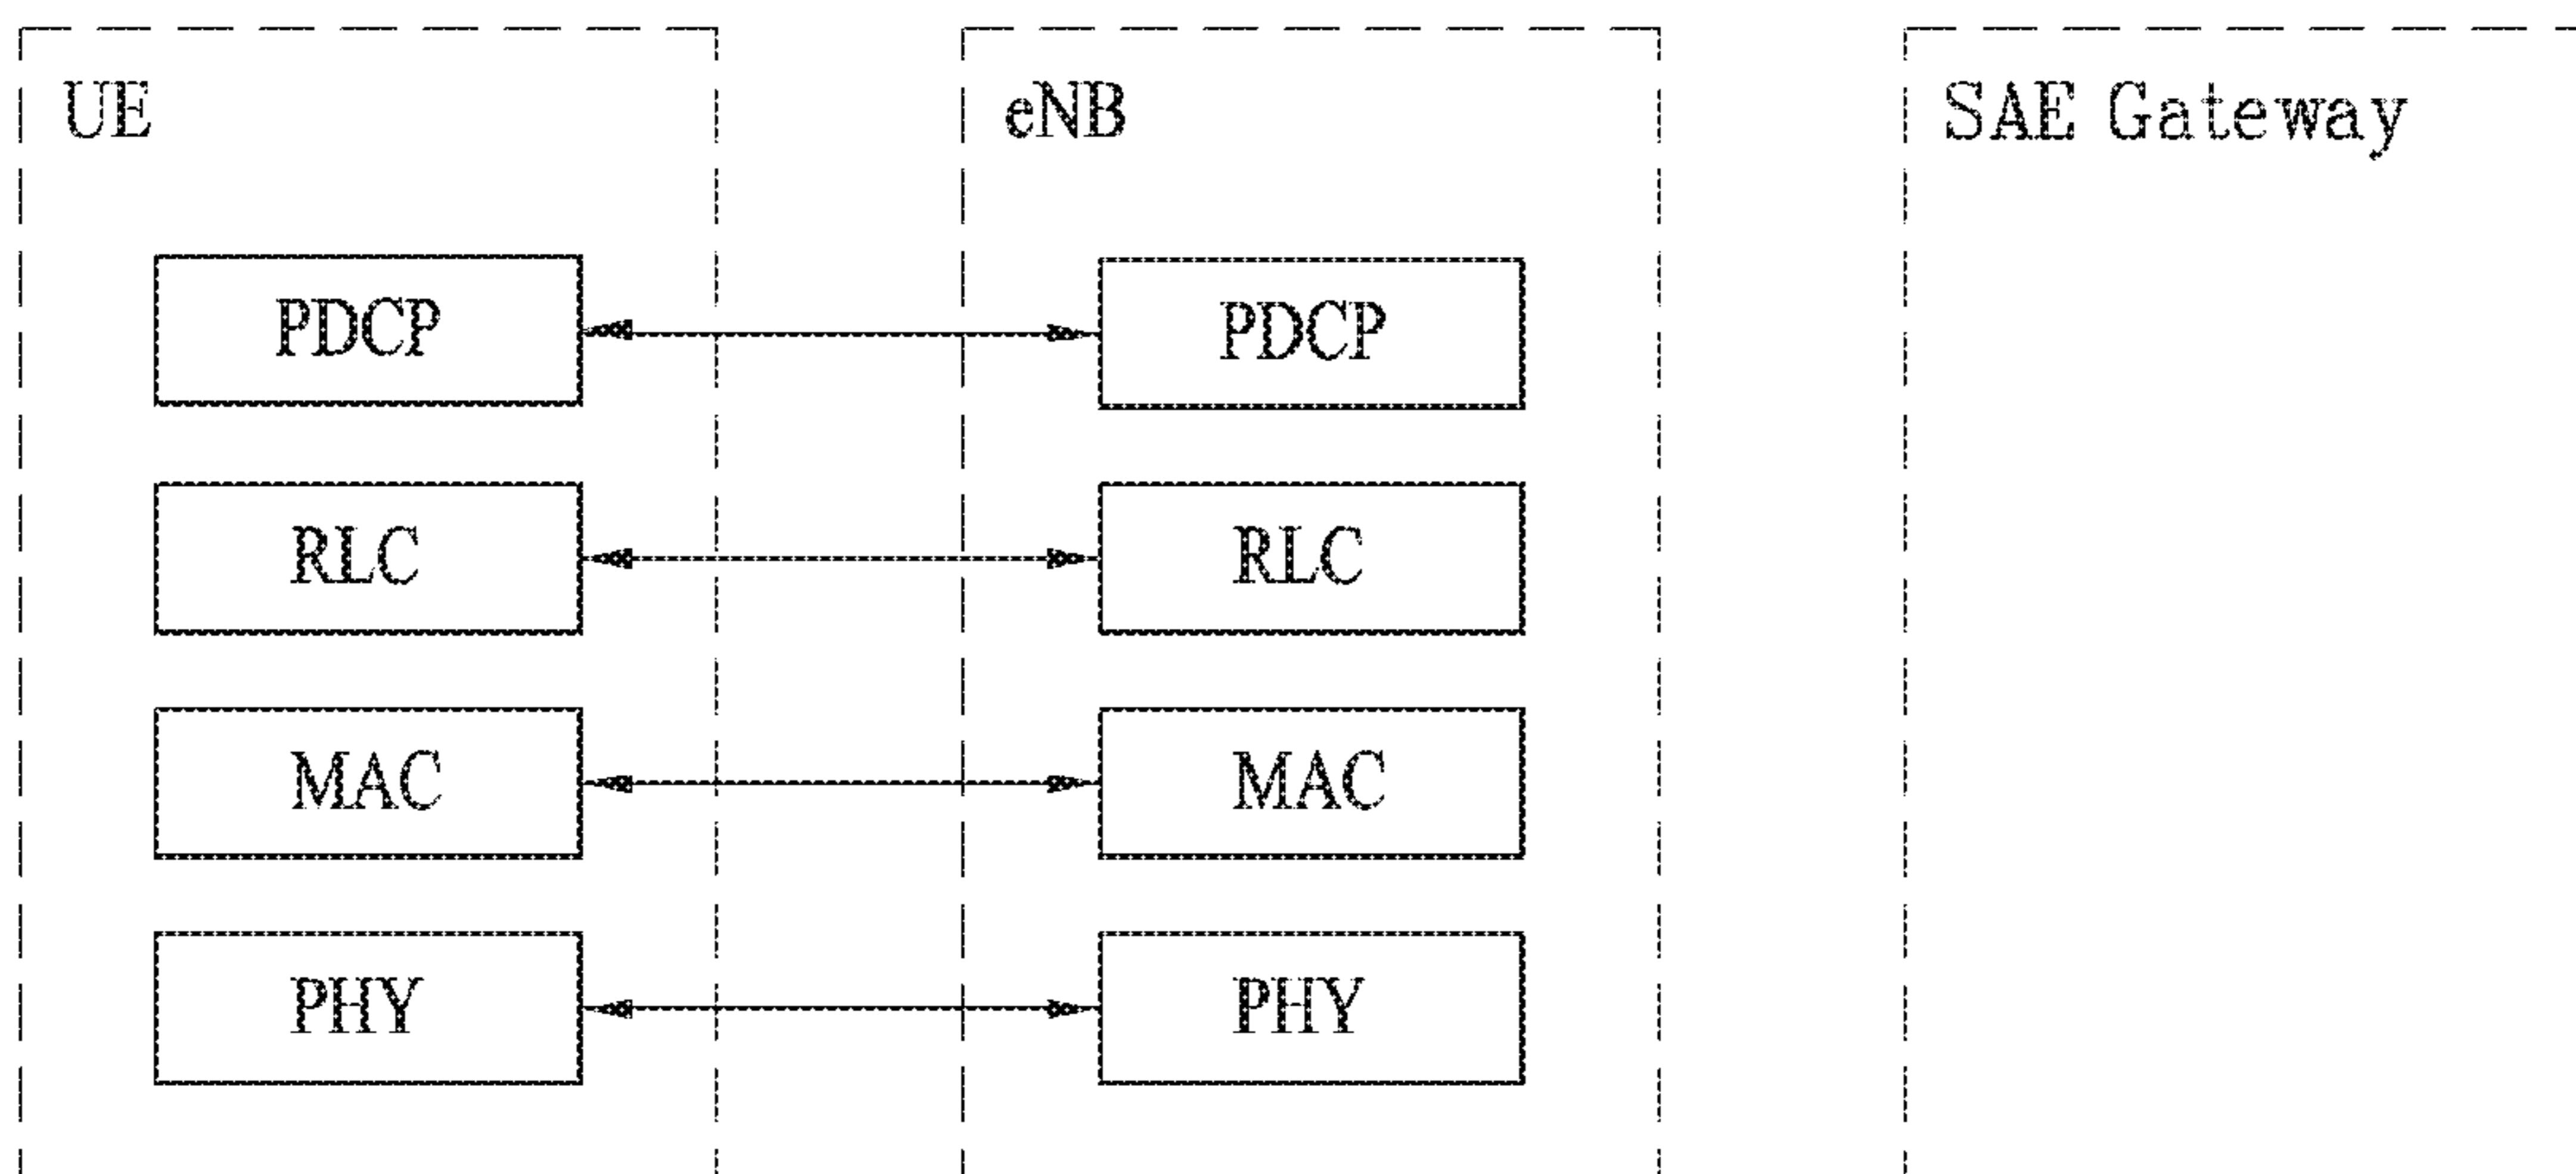 UE
eNB
SAE Gateway
PDCP
PDCP
RLC
RLC
MAC
MAC
PHY
PHY